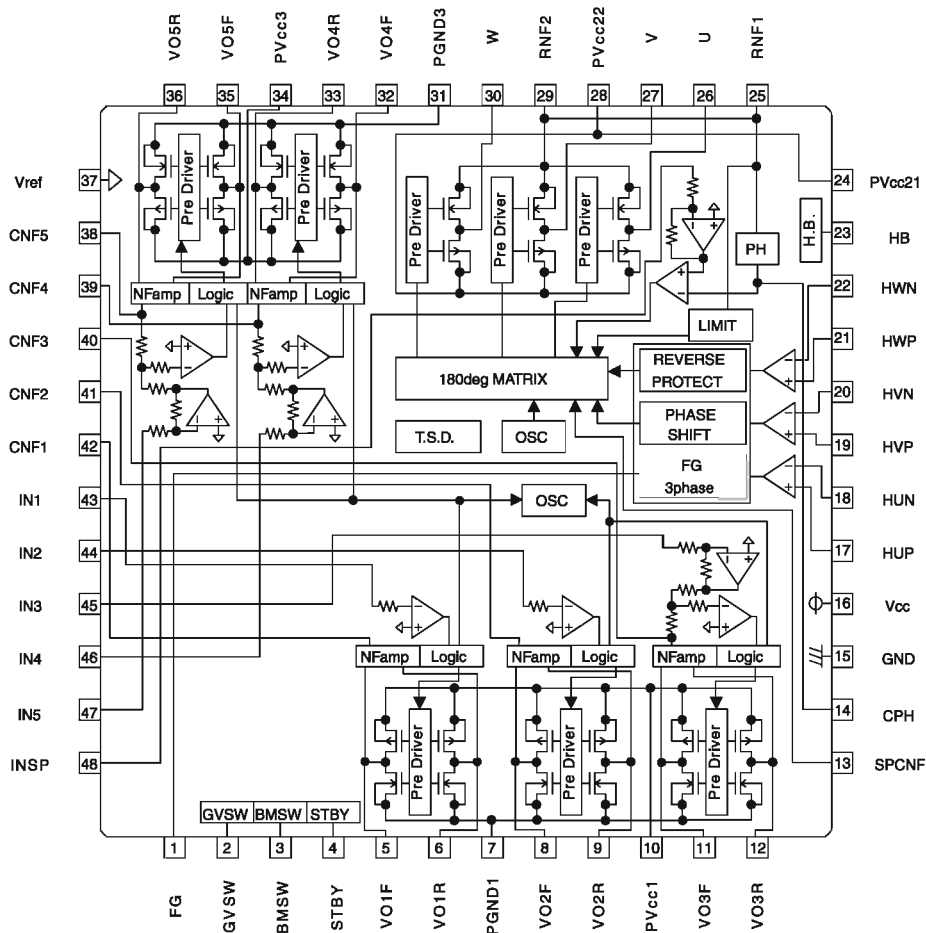 VO5R
VO5F
PVcc3
VO4R
VO4F
PGND3
W
RNF2
PVcc22
V
U
RNF1
36
35
34
33
32
31
30
29
28
27
26
25
Vref
37
CNF5
38
CNF4
39
CNF3
40
CNF2
41
CNF1
42
IN1
43
IN2
44
IN3
45
IN4
46
IN5
47
INSP
48
24
PVcc21
23
HB
22
HWN
21
HWP
20
HVN
19
HVP
18
HUN
17
HUP
16
Vcc
15
GND
14
CPH
13
SPCNF
Pre Driver
Pre Driver
Pre Driver
Pre Driver
Pre Driver
H.B.
PH
NFamp
Logic
NFamp
Logic
LIMIT
180deg MATRIX
REVERSE
PROTECT
PHASE
SHIFT
FG
3phase
T.S.D.
OSC
OSC
NFamp
Logic
NFamp
Logic
NFamp
Logic
Pre Driver
Pre Driver
Pre Driver
GVSW
BMSW
STBY
1
2
3
4
5
6
7
8
9
10
11
12
FG
GVSW
BMSW
STBY
VO1F
VO1R
PGND1
VO2F
VO2R
PVcc1
VO3F
VO3R